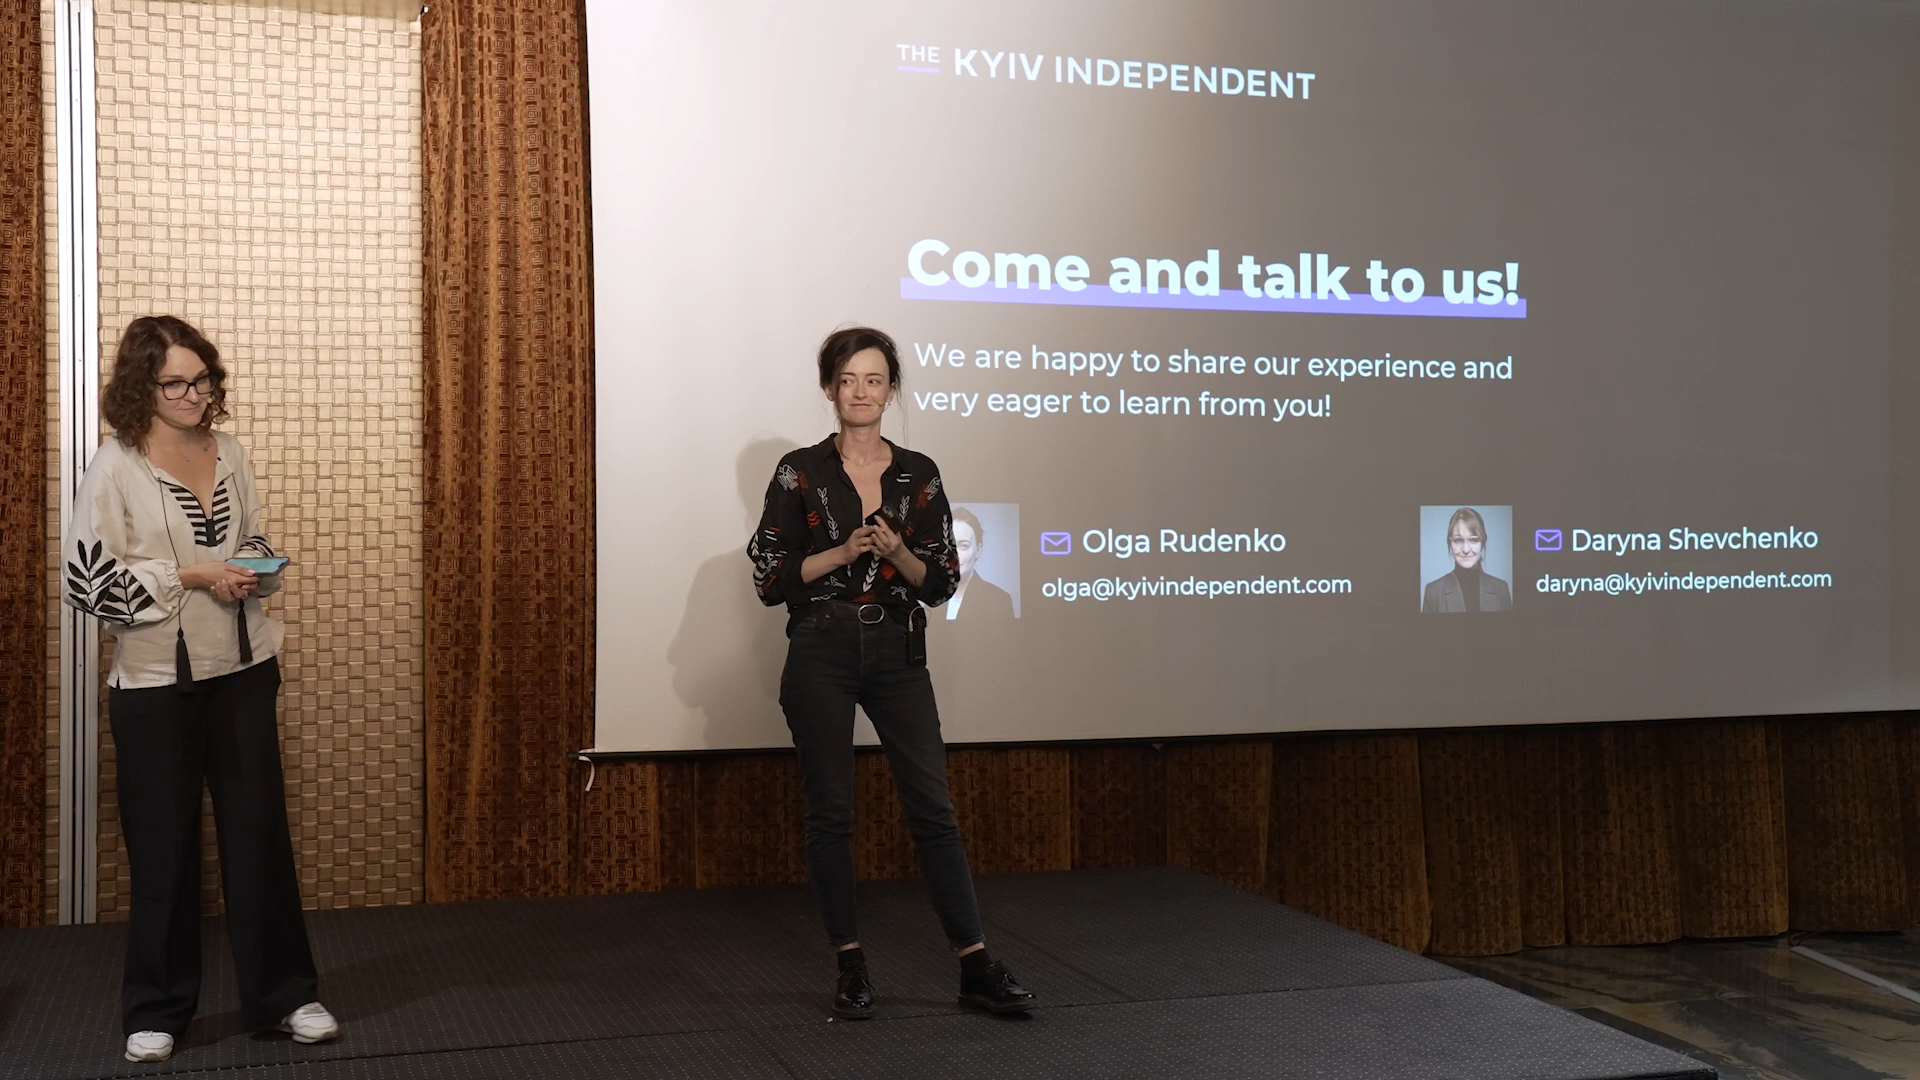 THE KYIV INDEPENDENT
Come and talk to us!
We are happy to share our experience and
very eager to learn from you!
Olga Rudenko
olga@kyivindependent.com
Daryna Shevchenko
daryna@kyivindependent.com